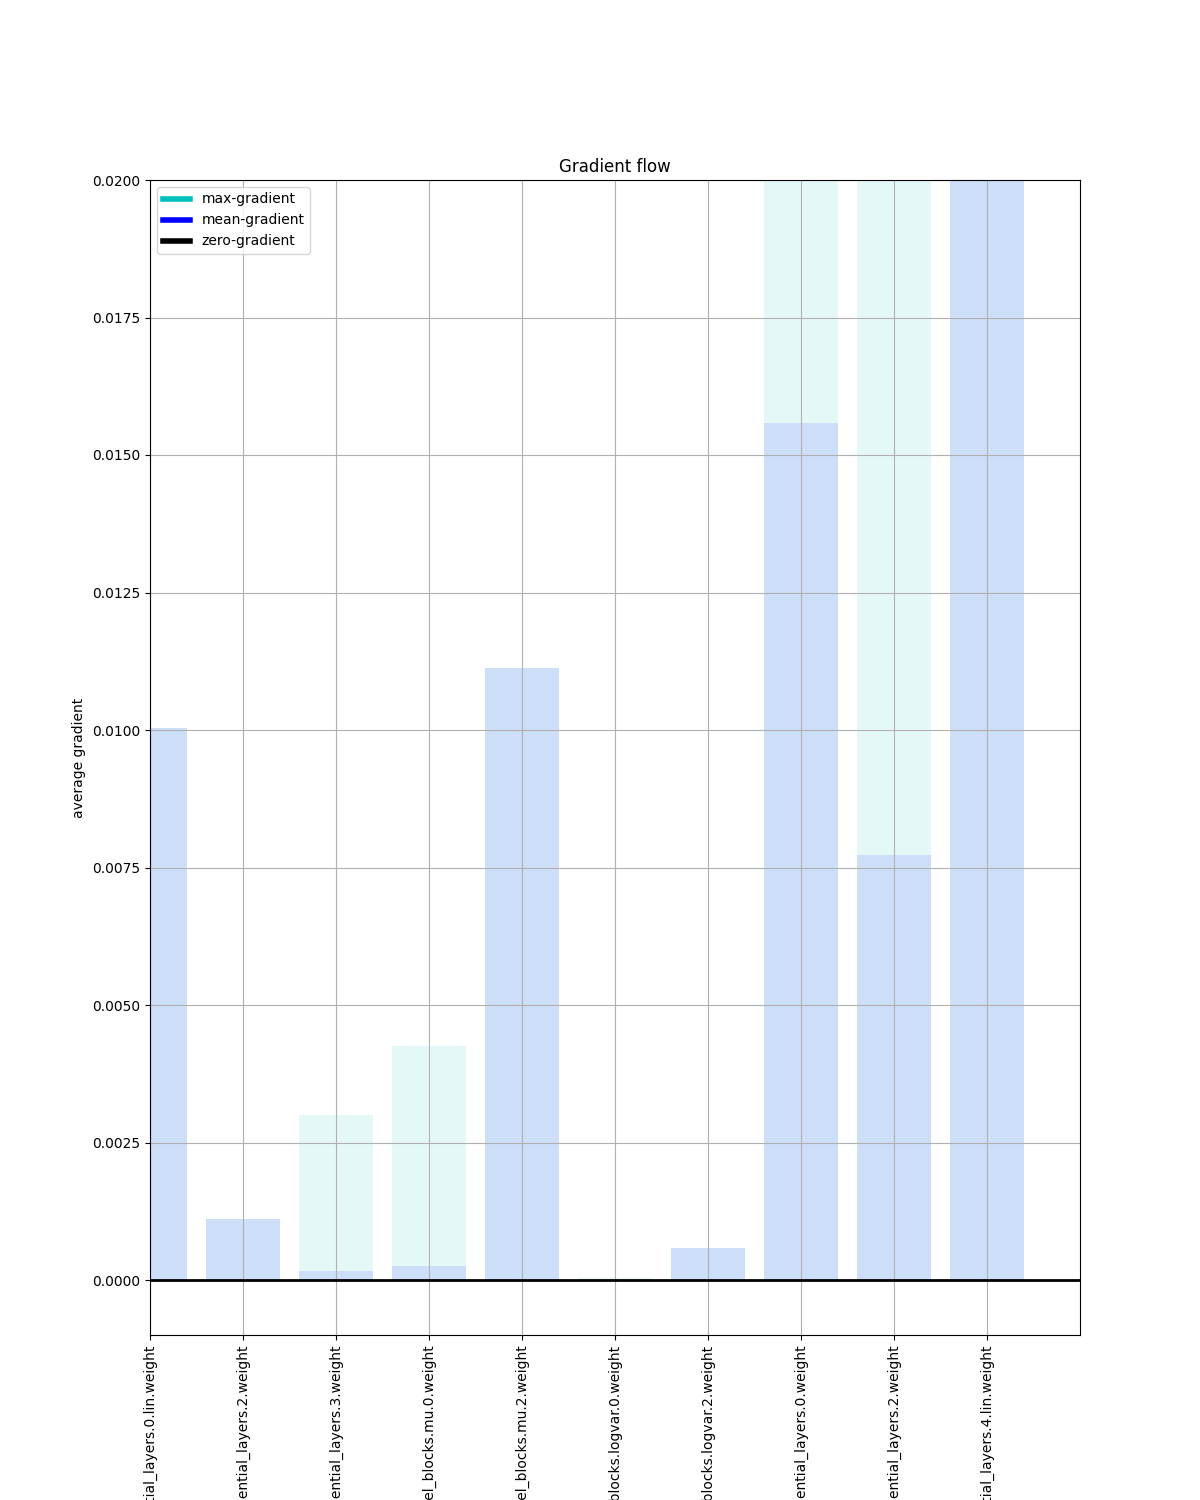 Gradient flow
max-gradient
mean-gradient
zero-gradient
0.0200
0.0175
0.0150
0.0125
0.0100
0.0075
0.0050
0.0025
0.0000
average gradient
tial_layers.0.lin.weight
ential_layers.2.weight
ential_layers.3.weight
el_blocks.mu.0.weight
el_blocks.mu.2.weight
blocks.logvar.0.weight
blocks.logvar.2.weight
ential_layers.0.weight
ential_layers.2.weight
tial_layers.4.lin.weight